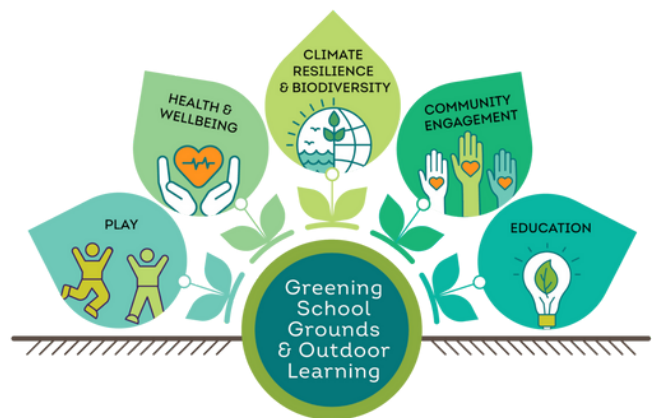 CLIMATE
RESILIENCE
& BIODIVERSITY
HEALTH &
WELLBEING
COMMUNITY
ENGAGEMENT
PLAY
EDUCATION
Greening
School
Grounds
& Outdoor
Learning